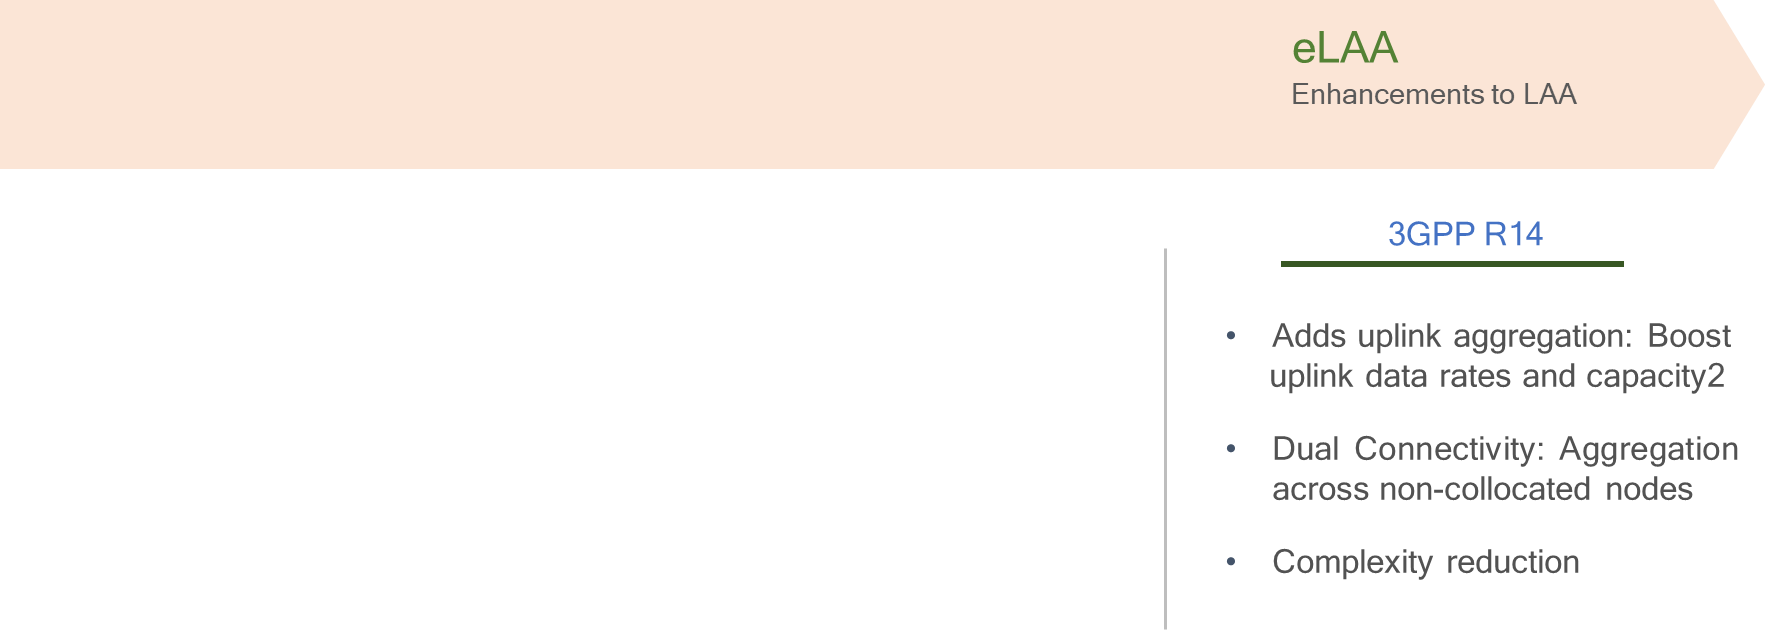 eLAA
Enhancements to LAA
3GPP R14
• Adds uplink aggregation: Boost
uplink data rates and capacity2
• Dual Connectivity: Aggregation
across non-collocated nodes
• Complexity reduction